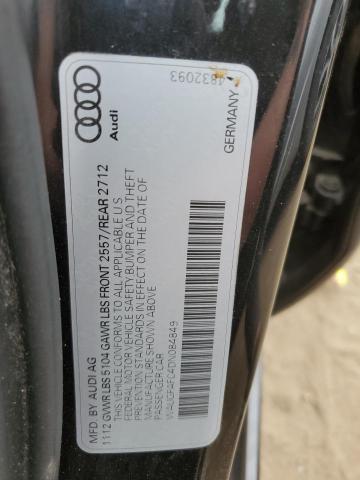 Audi
4832093
GERMANY
MFD. BY AUDI AG
11 12 GVWR LBS 5104 GAWR LBS FRONT 2557/REAR 2712
THIS VEHICLE CONFORMS TO ALL APPLICABLE U S
FEDERAL MOTOR VEHICLE SAFETY BUMPER AND THEFT
PREVENTION STANDARDS IN EFFECT ON THE DATE OF
MANUFACTURE SHOWN ABOVE
PASSENGER CAR
WAUGFAFC4DN084849